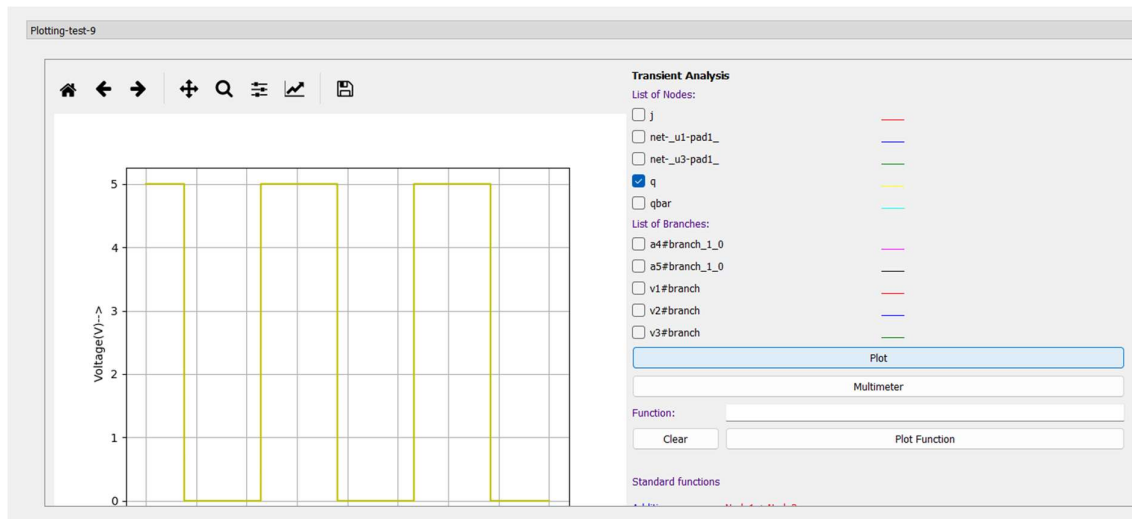 Plotting-test-9
Transient Analysis
List of Nodes:
j
net-_u1-pad1_
net-_u3-pad1_
q
qbar
List of Branches:
a4#branch_1_0
a5#branch_1_0
v1#branch
v2#branch
v3#branch
Plot
Multimeter
Function:
Clear Plot Function
Standard functions
5
4
3
2
1
0
Voltage(V)-->